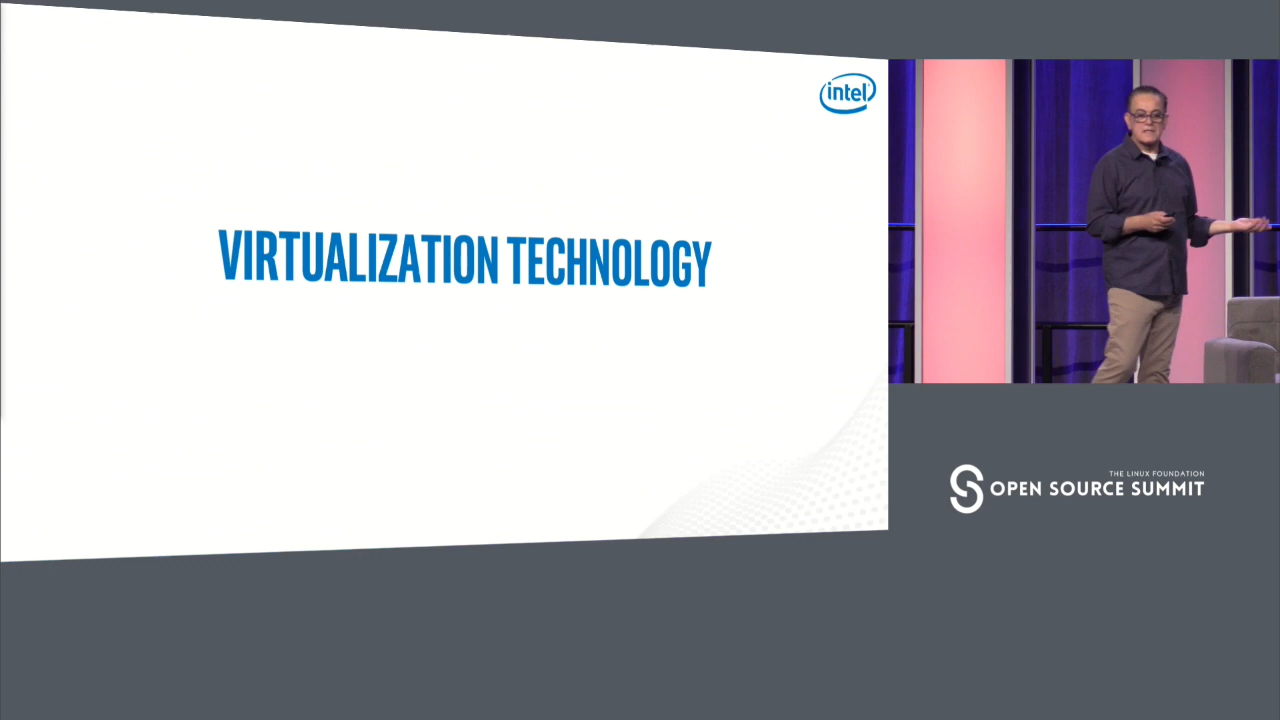 intel
VIRTUALIZATION TECHNOLOGY
THE LINUX FOUNDATION
OPEN SOURCE SUMMIT